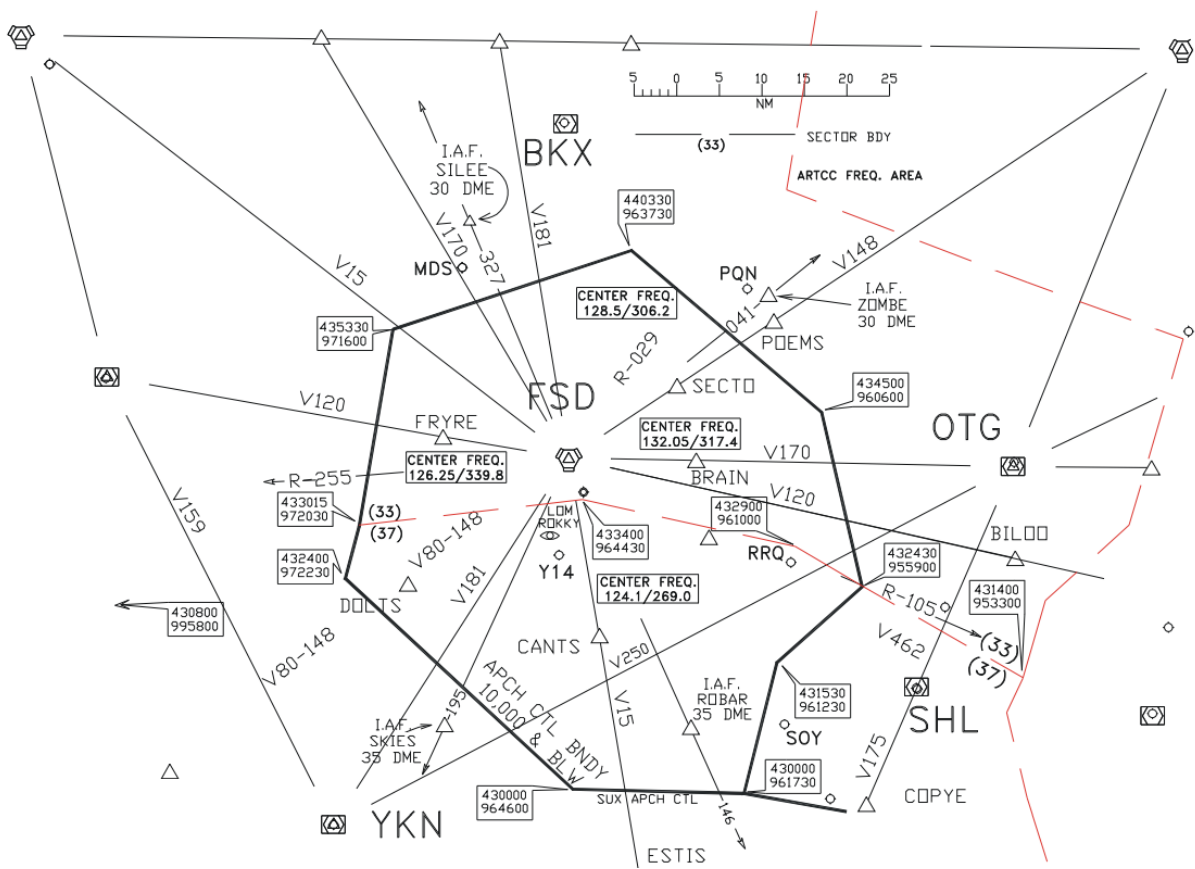 5 0 5 10 15 20 25
NM
SECTOR BDY
(33)
ARTCC FREQ. AREA
BKX
I.A.F.
SILEE
30 DME
V170
327
V181
440330
963730
MDS
V15
CENTER FREQ.
128.5/306.2
PQN
041
V148
I.A.F.
ZOMBE
30 DME
POEMS
435330
971600
R-029
SECTO
FSD
434500
960600
V120
FRYRE
CENTER FREQ.
126.25/339.8
R-255
CENTER FREQ.
132.05/317.4
BRAIN
V170
OTG
V120
V159
433015
972030
(33)
(37)
LOM
ROKKY
433400
964430
432900
961000
RRQ
BILOO
432400
972230
V80-148
V181
Y14
CENTER FREQ.
124.1/269.0
432430
955900
431400
953300
R-105
(33)
(37)
430800
995800
DOLTS
V80-148
CANTS
V250
V462
APCH CTL BNDY
10,000 & BLW
I.A.F.
SKIES
35 DME
195
V15
I.A.F.
ROBAR
35 DME
431530
961230
SOY
SHL
V175
430000
964600
SUX APCH CTL
430000
961730
146
COPYE
YKN
ESTIS